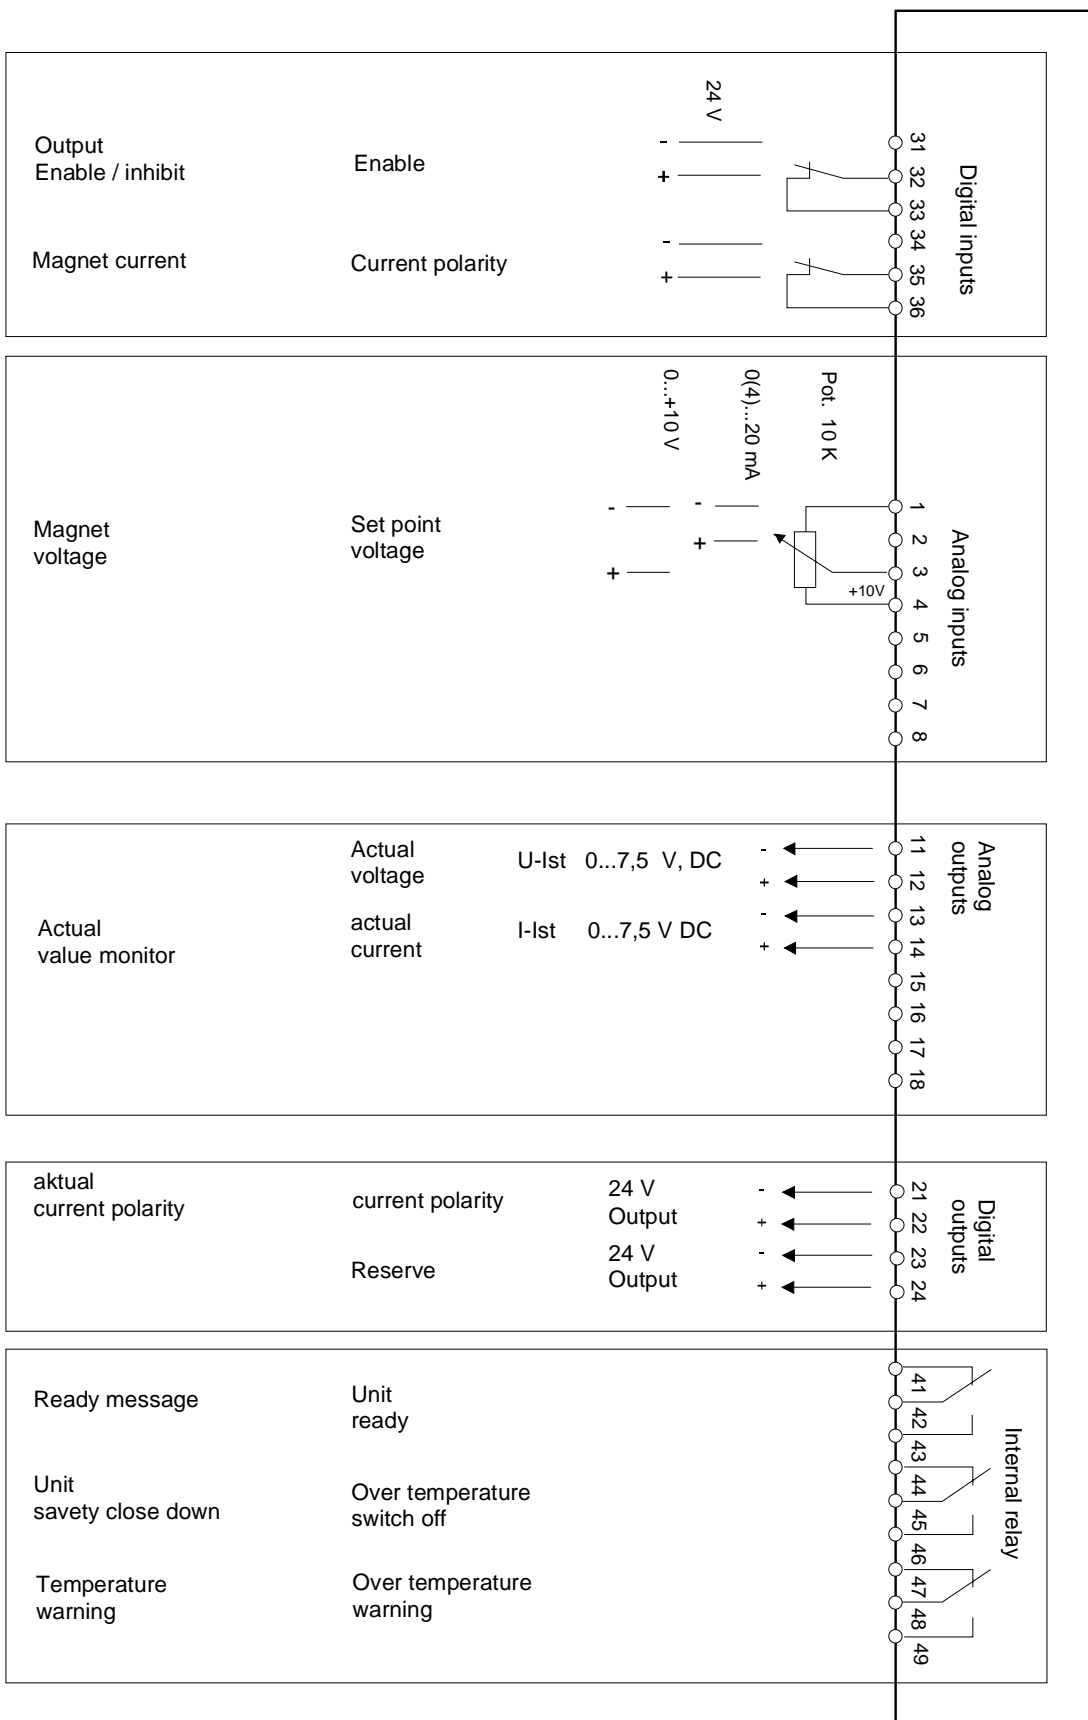 24 V
Output
Enable / inhibit
Enable
-
+
31
32
33
34
35
36
Digital inputs
Magnet current
Current polarity
-
+
0...+10 V
0(4)...20 mA
Pot. 10 K
Magnet
voltage
Set point
voltage
-
+
-
+
+10V
1
2
3
4
5
6
7
8
Analog inputs
Actual
value monitor
Actual
voltage
U-Ist 0...7,5 V, DC
-
+
actual
current
I-Ist 0...7,5 V DC
-
+
11
12
13
14
15
16
17
18
Analog
outputs
aktual
current polarity
current polarity
24 V
Output
-
+
Reserve
24 V
Output
-
+
21
22
23
24
Digital
outputs
Ready message
Unit
ready
Unit
savety close down
Over temperature
switch off
Temperature
warning
Over temperature
warning
41
42
43
44
45
46
47
48
49
Internal relay